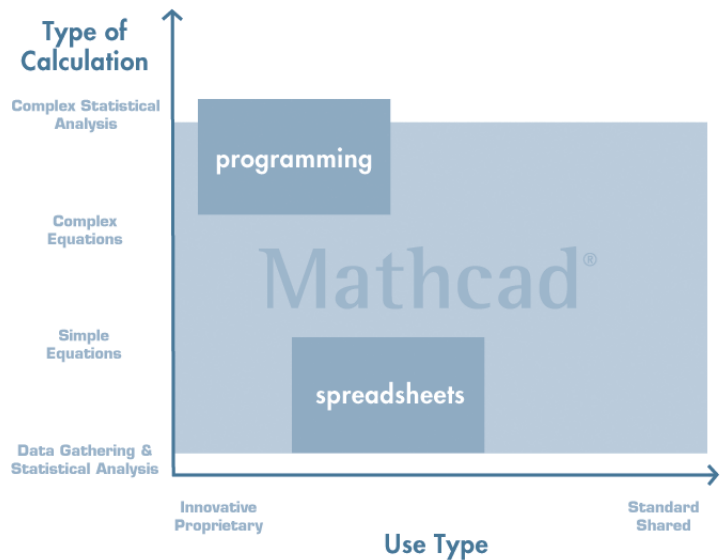 Type of
Calculation
Complex Statistical
Analysis
programming
Complex
Equations
Mathcad®
Simple
Equations
spreadsheets
Data Gathering &
Statistical Analysis
Innovative
Proprietary
Standard
Shared
Use Type